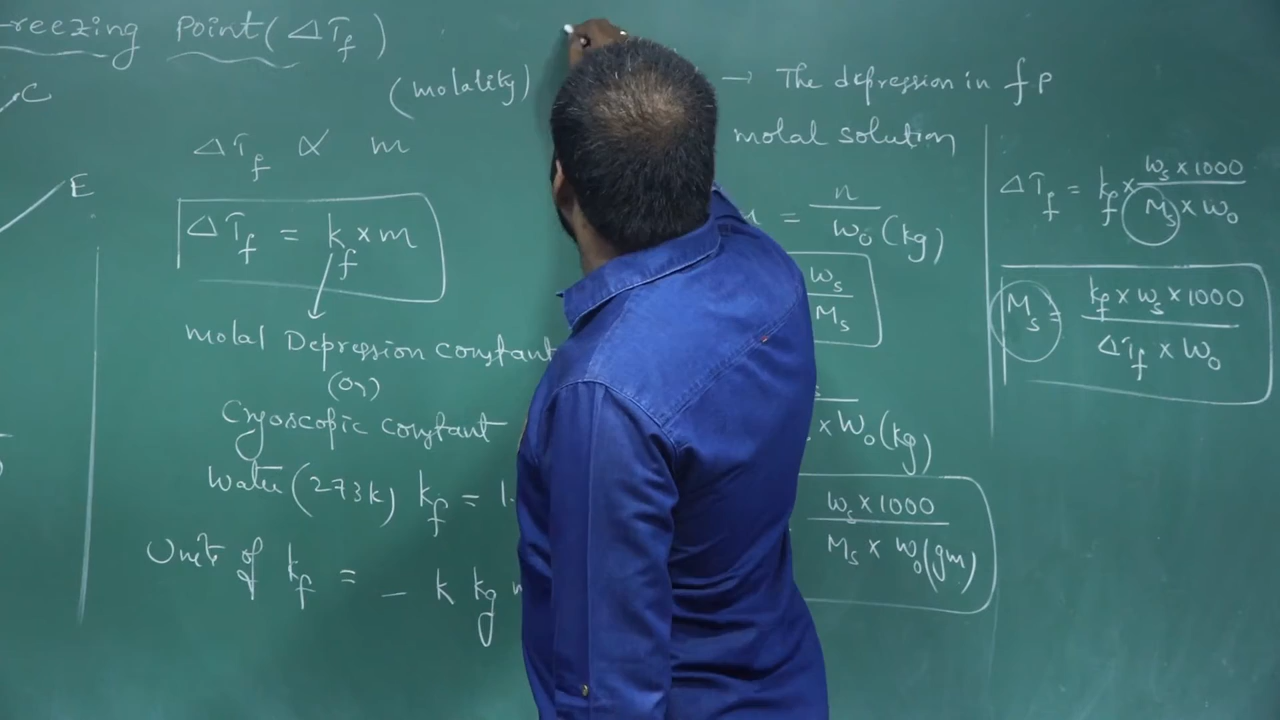 reezing Point (ΔTf)
C
E
(molality)
ΔTf ∝ m
ΔTf = kf × m
molal Depression constant
(Or)
Cryoscopic constant
Water (273k) kf = 1.
Units of kf = — k kg
→ The depression in f p
molal solution
= n / W₀ (kg)
Ws / Ms
× W₀ (kg)
Ws × 1000 / Ms × W₀ (gm)
ΔTf = kf × Ws × 1000 / Ms × W₀
Ms = kf × Ws × 1000 / ΔTf × W₀